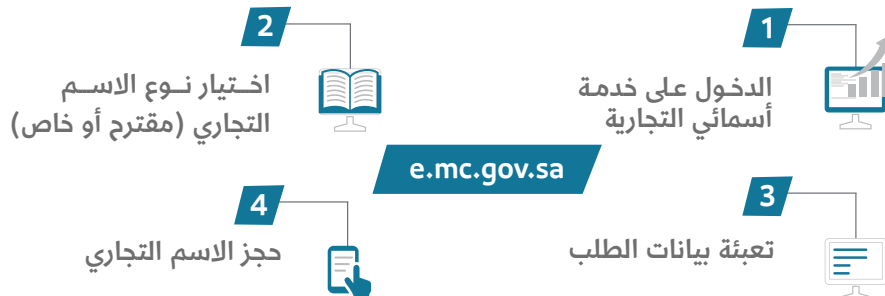 1
الدخول على خدمة
أسمائي التجارية
2
اختيار نوع الاسم
التجاري (مقترح أو خاص)
e.mc.gov.sa
3
تعبئة بيانات الطلب
4
حجز الاسم التجاري